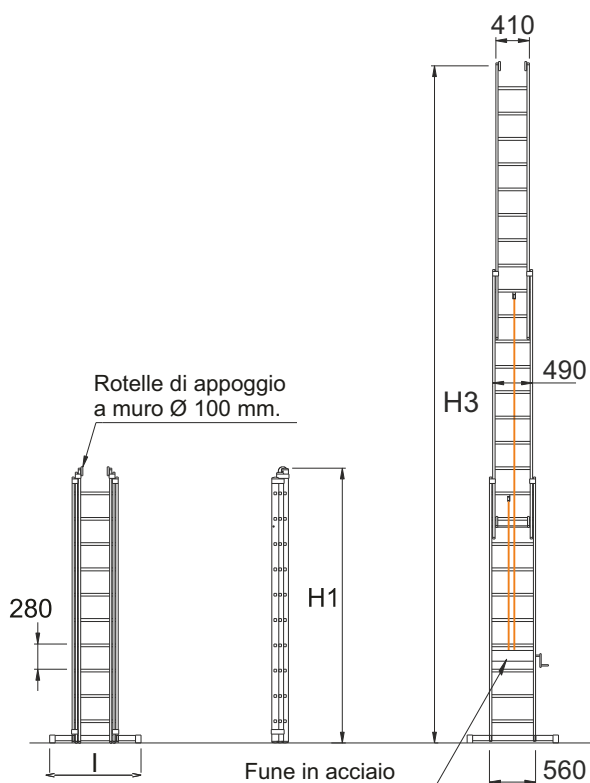 410
490
H3
Rotelle di appoggio
a muro Ø 100 mm.
H1
280
l
Fune in acciaio
560